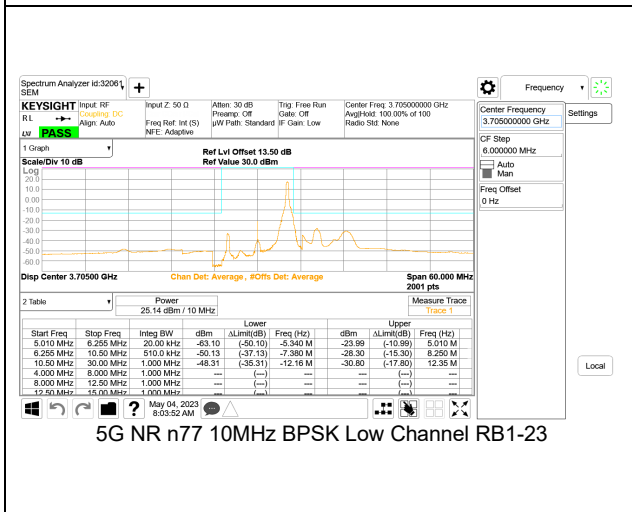 Spectrum Analyzer id:32061
SEM
Frequency
Settings
KEYSIGHT Input: RF Input Z: 50 Ω Atten: 30 dB Trig: Free Run Center Freq: 3.705000000 GHz
RL Coupling: DC Preamp: Off Gate: Off Avg|Hold: 100.00% of 100
Align: Auto Freq Ref: Int (S) µW Path: Standard IF Gain: Low Radio Std: None
LXI PASS NFE: Adaptive
Center Frequency
3.705000000 GHz
CF Step
6.000000 MHz
Auto
Man
Freq Offset
0 Hz
Local
1 Graph
Ref Lvl Offset 13.50 dB
Scale/Div 10 dB Ref Value 30.0 dBm
Log
20.0
10.0
0.00
-10.0
-20.0
-30.0
-40.0
-50.0
-60.0
Disp Center 3.70500 GHz Chan Det: Average , #Offs Det: Average Span 60.000 MHz
2001 pts
2 Table Power Measure Trace
25.14 dBm / 10 MHz Trace 1
Lower Upper
Start Freq Stop Freq Integ BW dBm ΔLimit(dB) Freq (Hz) dBm ΔLimit(dB) Freq (Hz)
5.010 MHz 6.255 MHz 20.00 kHz -63.10 (-50.10) -5.340 M -23.99 (-10.99) 5.010 M
6.255 MHz 10.50 MHz 510.0 kHz -50.13 (-37.13) -7.380 M -28.30 (-15.30) 8.250 M
10.50 MHz 30.00 MHz 1.000 MHz -48.31 (-35.31) -12.16 M -30.80 (-17.80) 12.35 M
4.000 MHz 8.000 MHz 1.000 MHz --- (---) --- (---)
8.000 MHz 12.50 MHz 1.000 MHz --- (---) --- (---)
12.50 MHz 15.00 MHz 1.000 MHz --- (---) --- (---)
? May 04, 2023
8:03:52 AM
5G NR n77 10MHz BPSK Low Channel RB1-23